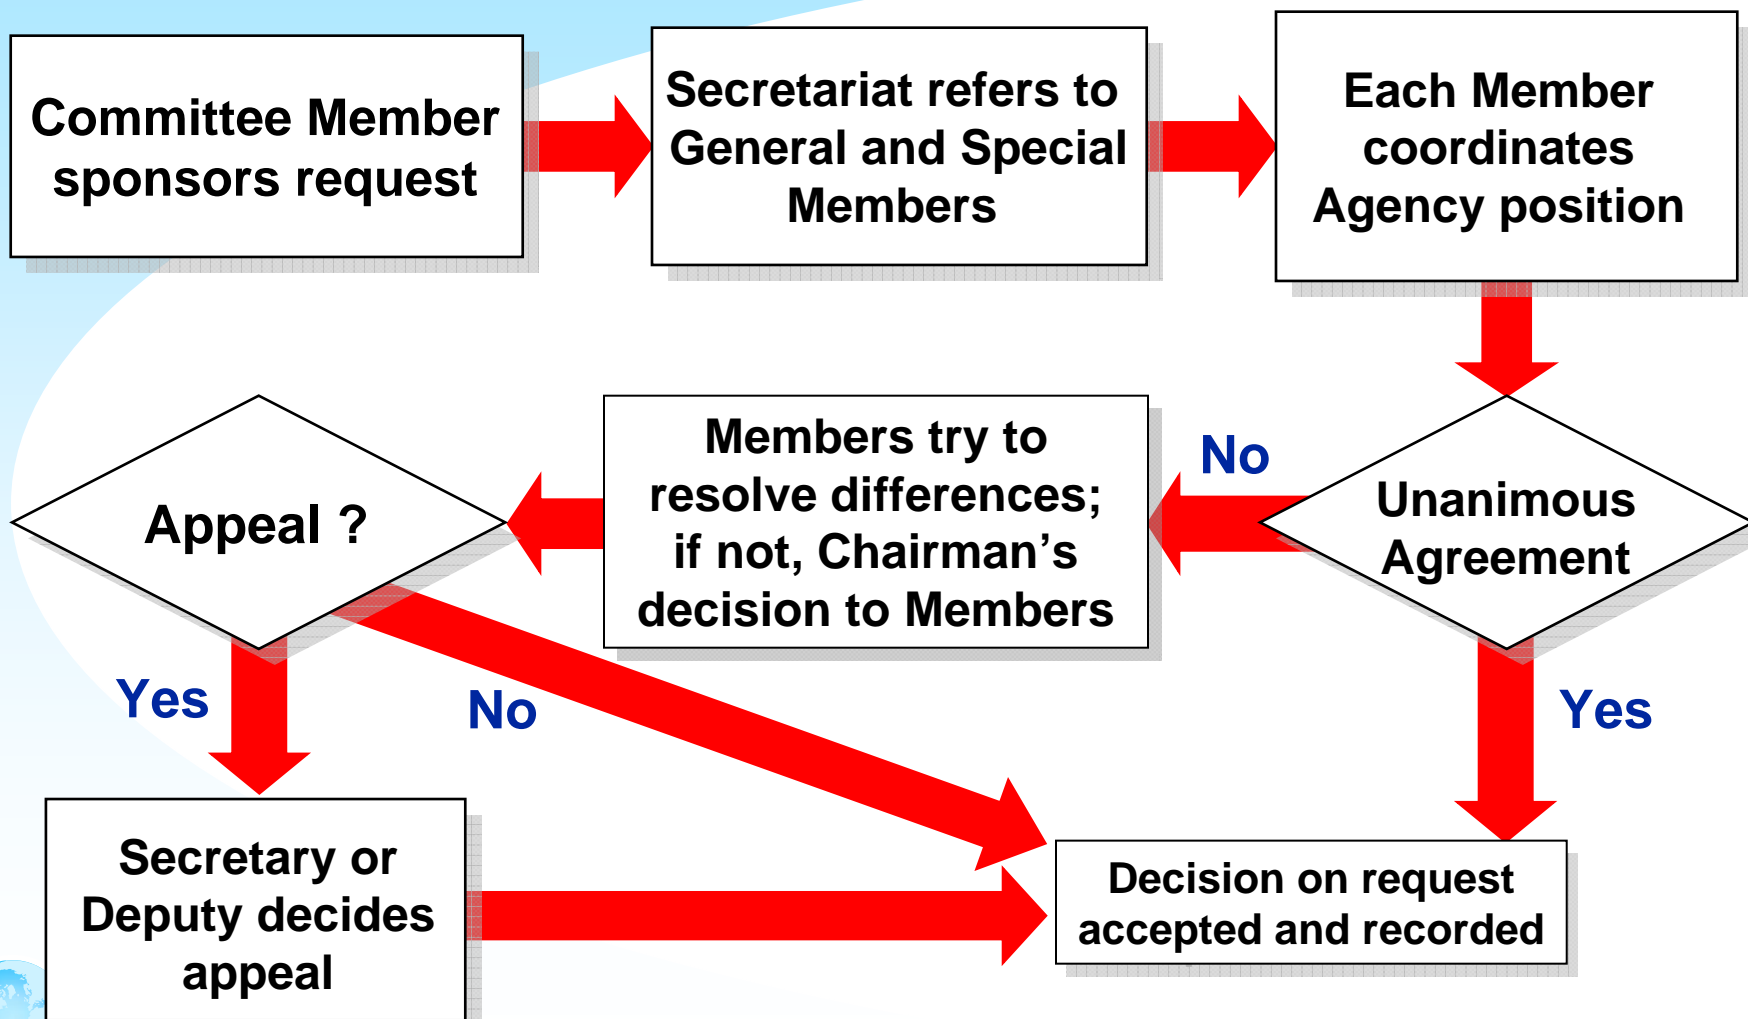 Committee Member
sponsors request
Secretariat refers to
General and Special
Members
Each Member
coordinates
Agency position
Unanimous
Agreement
No
Members try to
resolve differences;
if not, Chairman’s
decision to Members
Appeal ?
Yes
No
Yes
Secretary or
Deputy decides
appeal
Decision on request
accepted and recorded